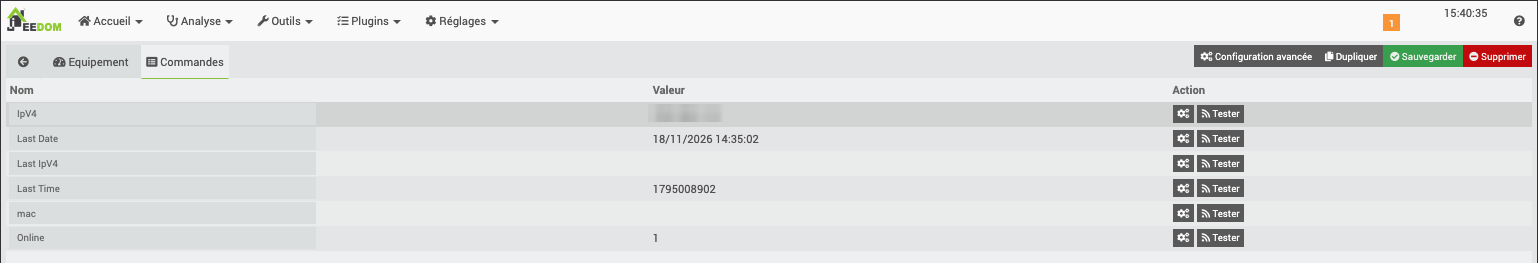 JEEDOM Accueil Analyse Outils Plugins Réglages 1 15:40:35
Equipement Commandes Configuration avancée Dupliquer Sauvegarder Supprimer
Nom Valeur Action
IpV4 Tester
Last Date 18/11/2026 14:35:02 Tester
Last IpV4 Tester
Last Time 1795008902 Tester
mac Tester
Online 1 Tester